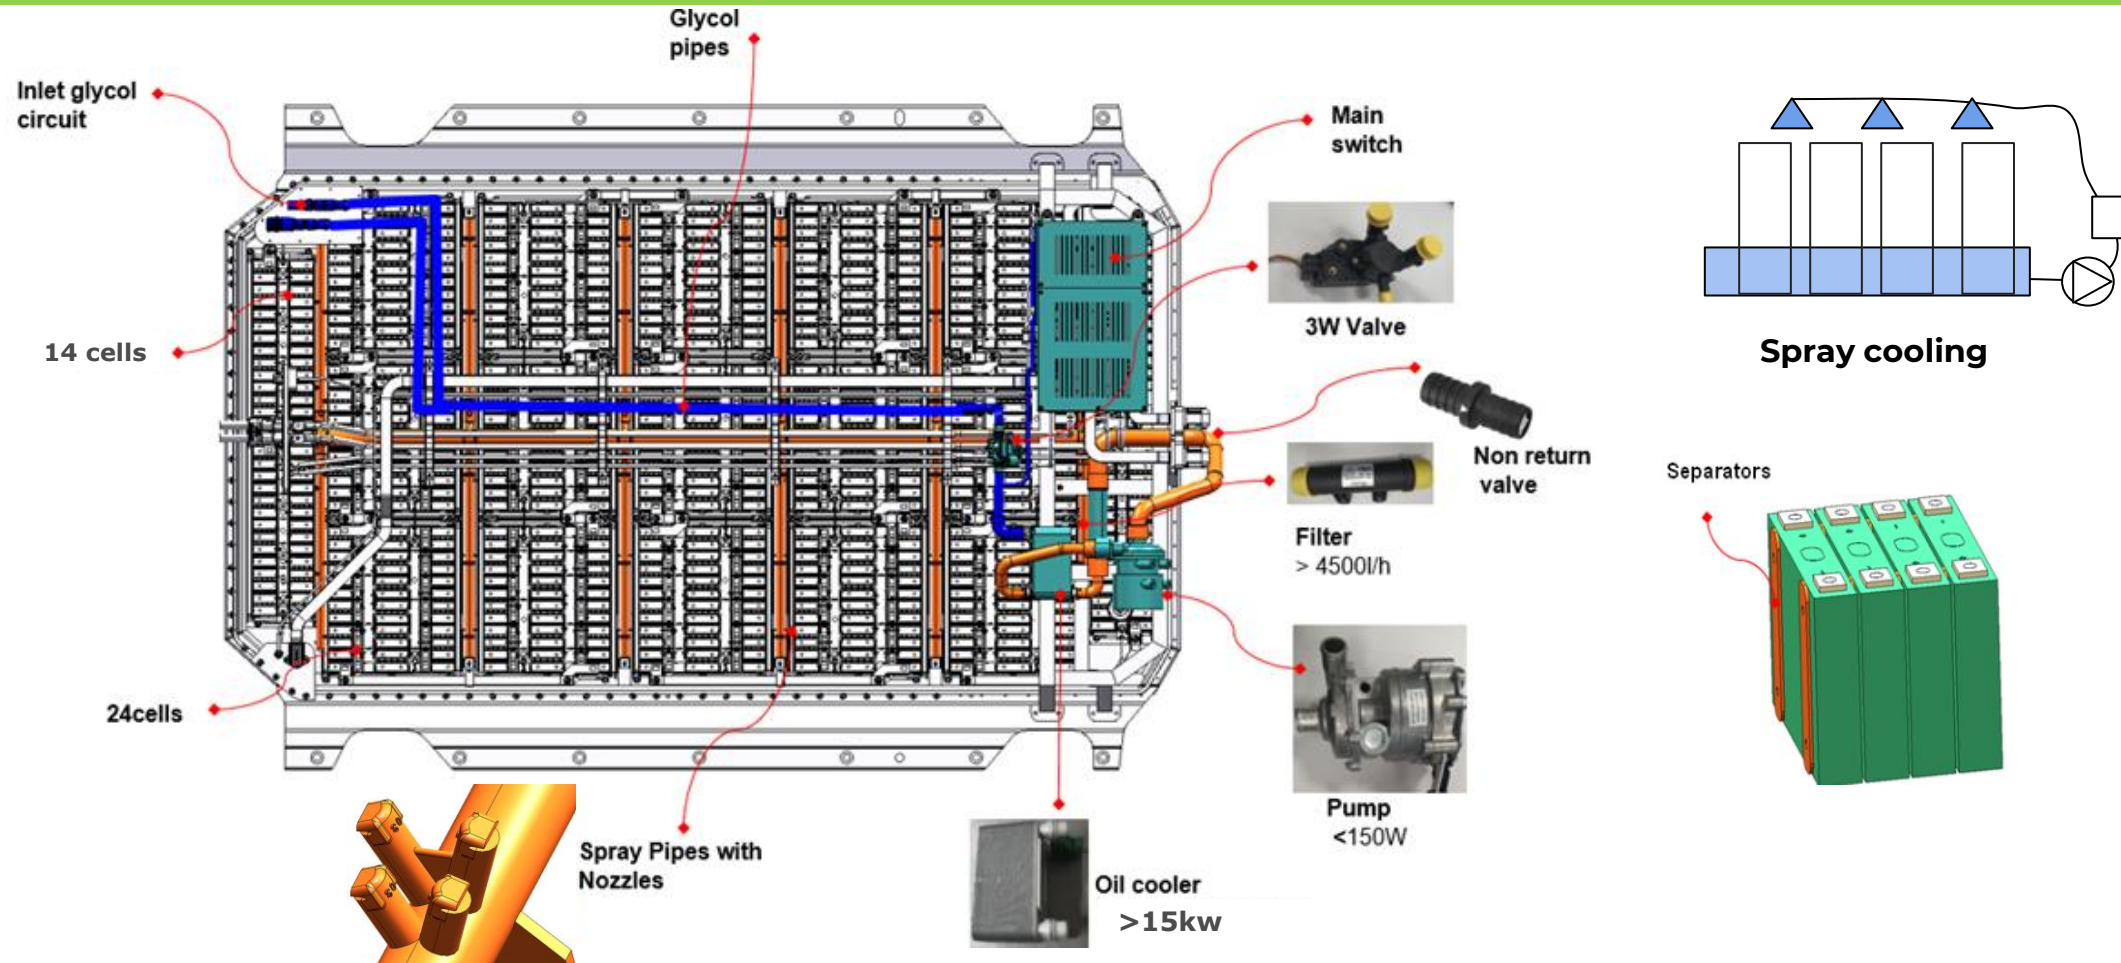 Glycol
pipes
Inlet glycol
circuit
Main
switch
3W Valve
Spray cooling
14 cells
Non return
valve
Separators
Filter
> 4500l/h
24cells
Pump
<150W
Spray Pipes with
Nozzles
Oil cooler
>15kw